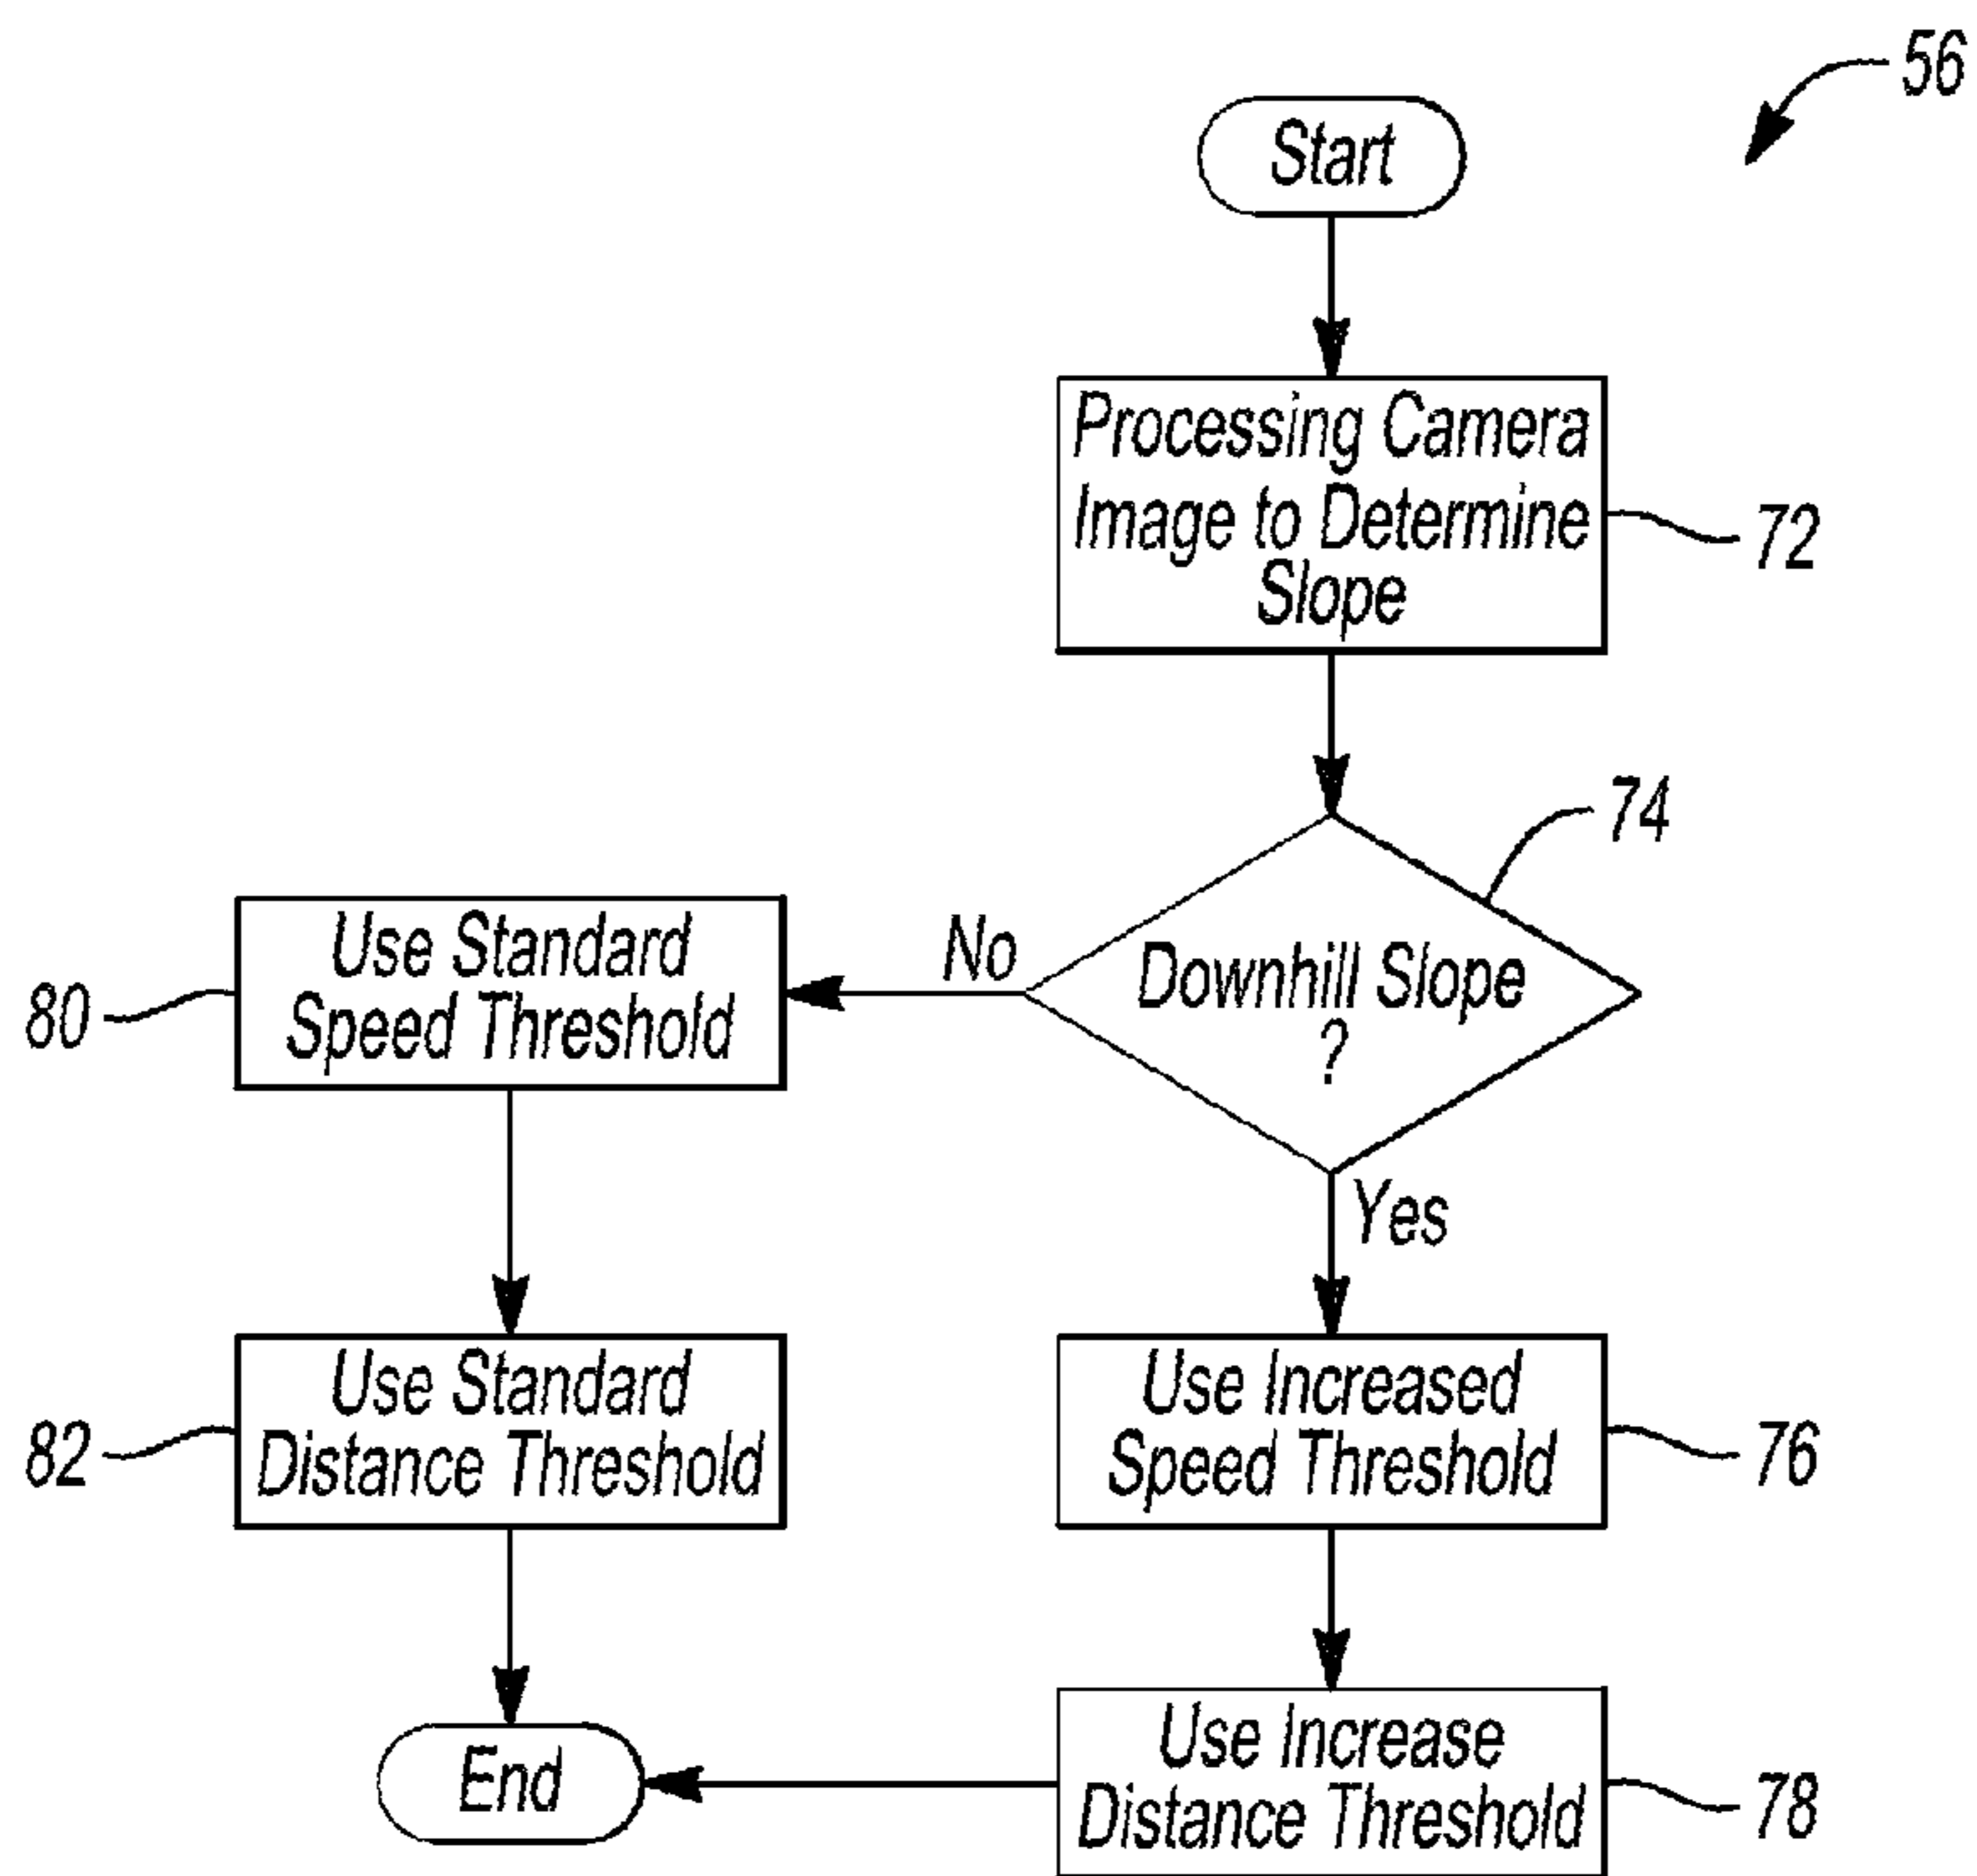 56
Start
Processing Camera
Image to Determine
Slope
72
74
Downhill Slope
?
No
Yes
Use Standard
Speed Threshold
80
Use Standard
Distance Threshold
82
Use Increased
Speed Threshold
76
Use Increase
Distance Threshold
78
End